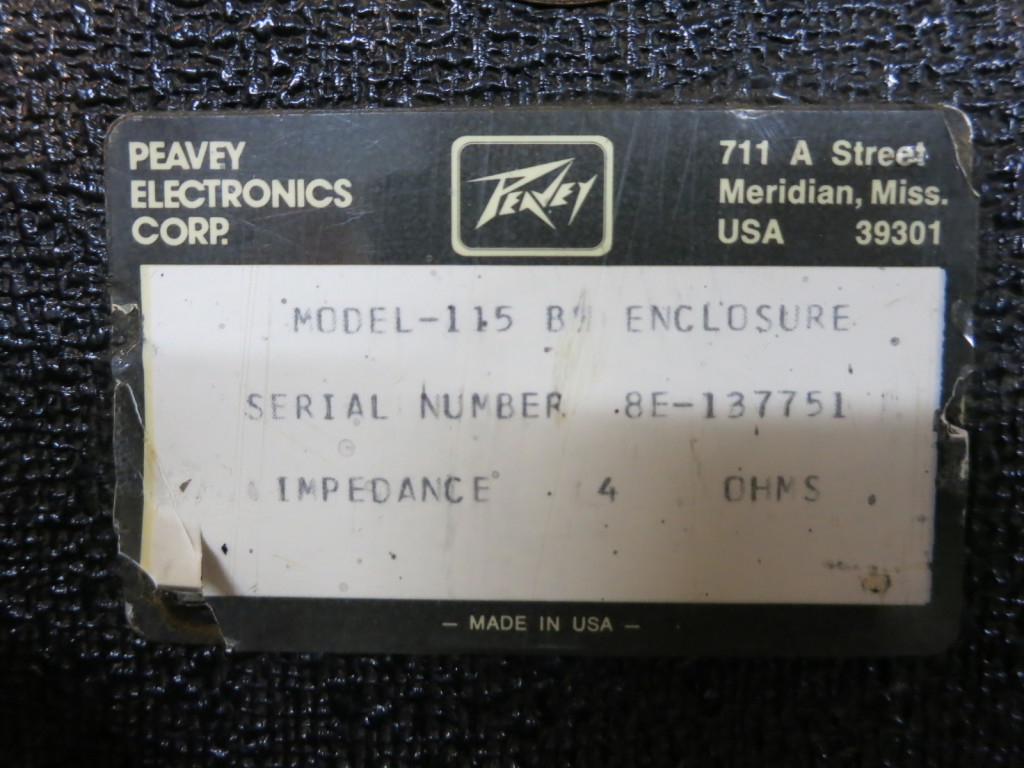 PEAVEY
ELECTRONICS
CORP.
PEAVEY
711 A Street
Meridian, Miss.
USA 39301
MODEL-115 ENCLOSURE
SERIAL NUMBER 8E-137751
IMPEDANCE 4 OHMS
— MADE IN USA —